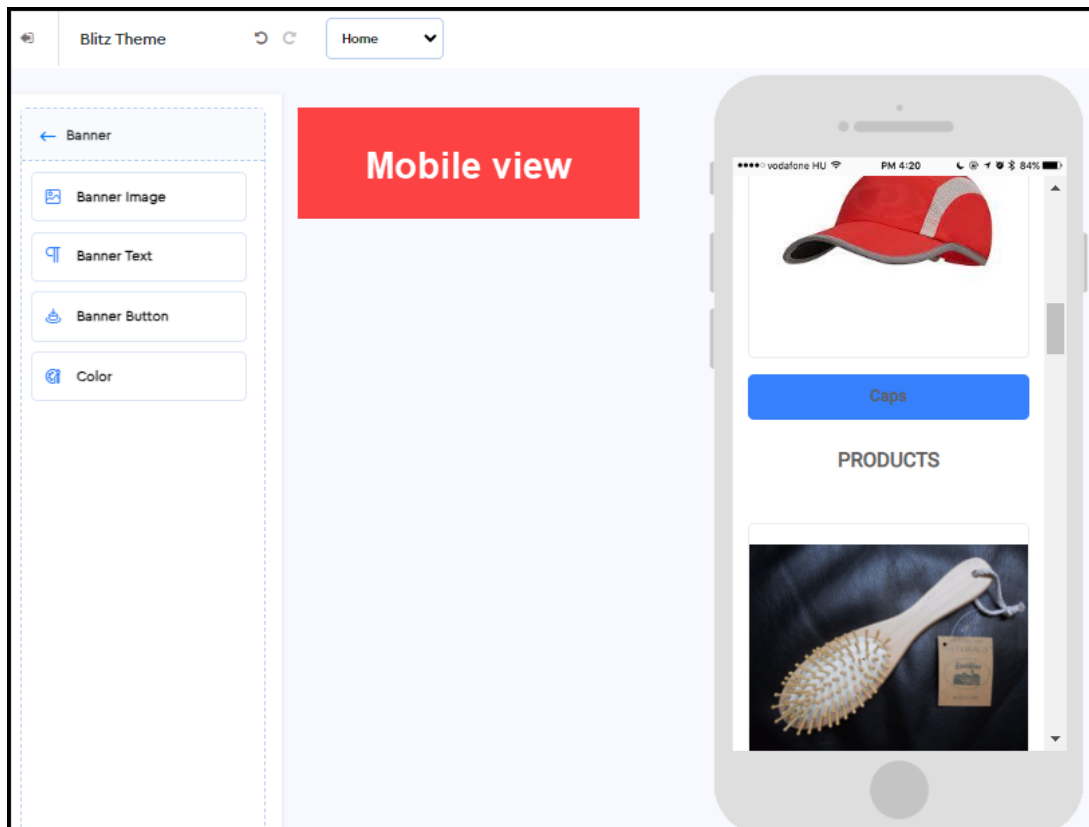 Blitz Theme
Home
Banner
Banner Image
Banner Text
Banner Button
Color
Mobile view
vodafone HU
PM 4:20
84%
Caps
PRODUCTS